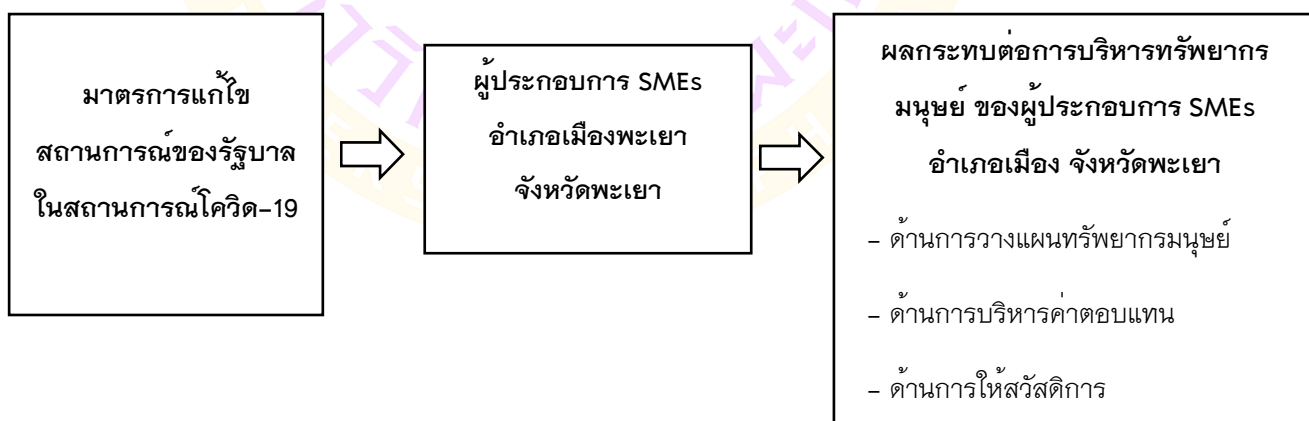 มาตรการแก้ไข
สถานการณ์ของรัฐบาล
ในสถานการณ์โควิด-19
ผู้ประกอบการ SMEs
อำเภอเมืองพะเยา
จังหวัดพะเยา
ผลกระทบต่อการบริหารทรัพยากร
มนุษย์ ของผู้ประกอบการ SMEs
อำเภอเมือง จังหวัดพะเยา
- ด้านการวางแผนทรัพยากรมนุษย์
- ด้านการบริหารค่าตอบแทน
- ด้านการให้สวัสดิการ